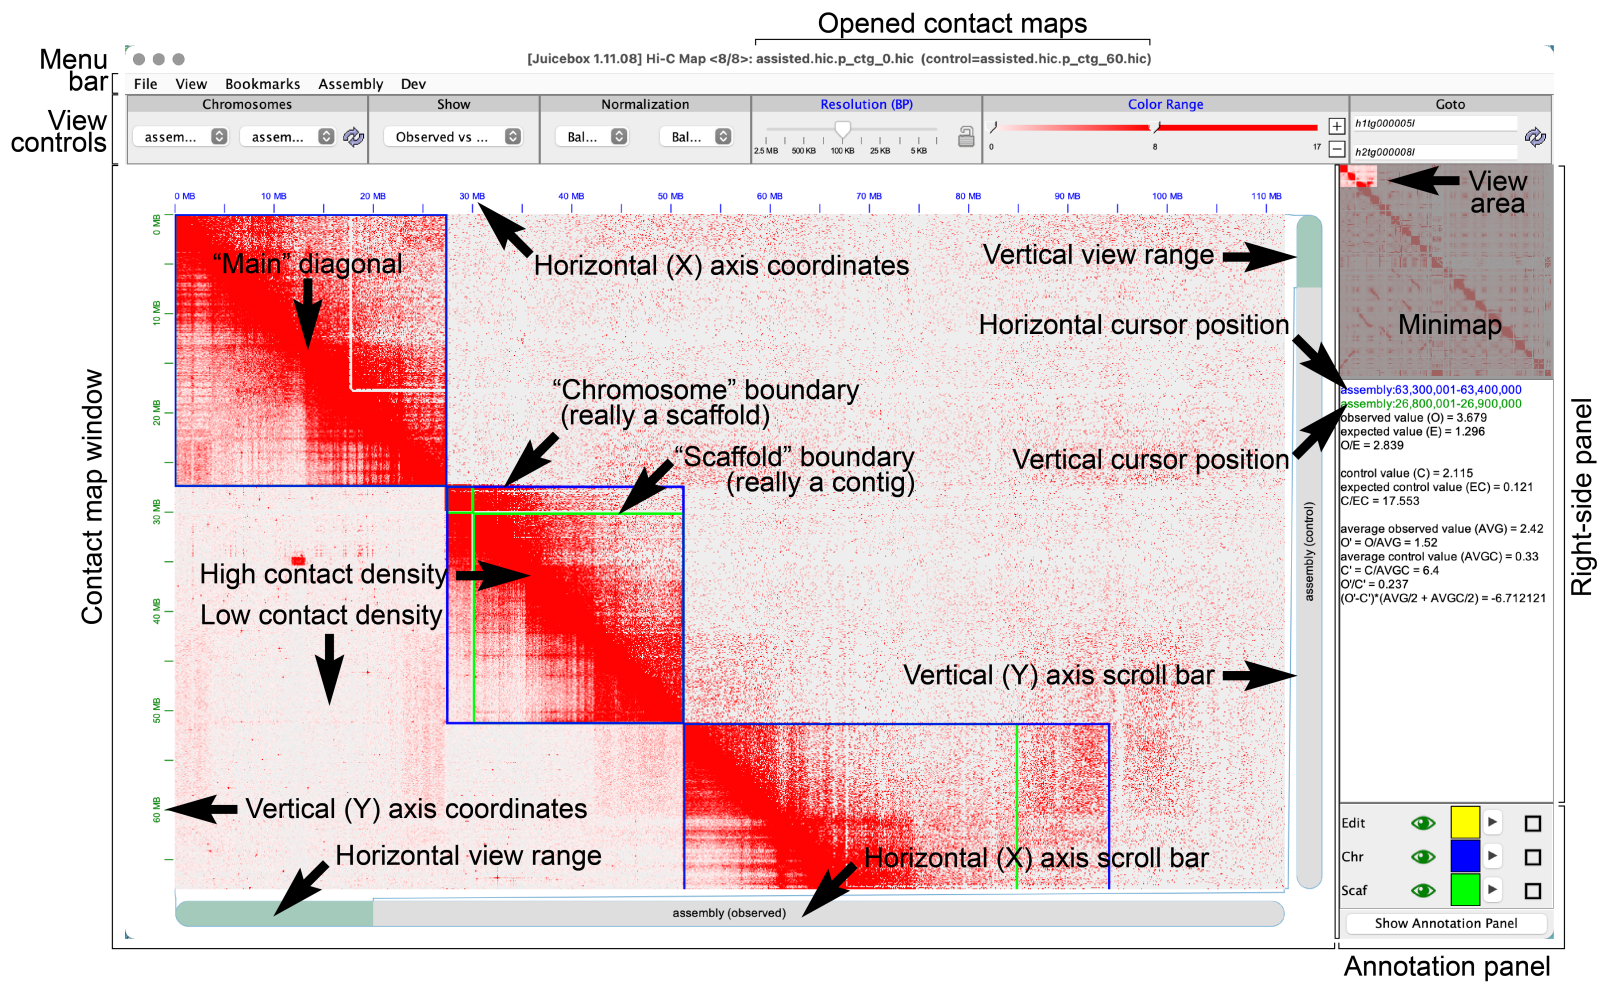 Opened contact maps
Menu bar
[Juicebox 1.11.08] Hi-C Map <8/8>: assisted.hic.p_ctg_0.hic (control=assisted.hic.p_ctg_60.hic)
File View Bookmarks Assembly Dev
View controls
Chromosomes Show Normalization Resolution (BP) Color Range Goto
assem... assem... Observed vs ... Bal... Bal...
2.5 MB 500 KB 100 KB 25 KB 5 KB
0 8 17
+
−
h1tg000005l
h2tg000008l
0 MB 10 MB 20 MB 30 MB 40 MB 50 MB 60 MB 70 MB 80 MB 90 MB 100 MB 110 MB
0 MB
10 MB
20 MB
30 MB
40 MB
50 MB
60 MB
Contact map window
“Main” diagonal
Horizontal (X) axis coordinates
“Chromosome” boundary
(really a scaffold)
“Scaffold” boundary
(really a contig)
High contact density
Low contact density
Vertical (Y) axis coordinates
Horizontal view range
Horizontal (X) axis scroll bar
assembly (observed)
Vertical view range
Horizontal cursor position
Vertical cursor position
Vertical (Y) axis scroll bar
assembly (control)
View
area
Minimap
assembly:63,300,001-63,400,000
assembly:26,800,001-26,900,000
observed value (O) = 3.679
expected value (E) = 1.296
O/E = 2.839
control value (C) = 2.115
expected control value (EC) = 0.121
C/EC = 17.553
average observed value (AVG) = 2.42
O' = O/AVG = 1.52
average control value (AVGC) = 0.33
C' = C/AVGC = 6.4
O'/C' = 0.237
(O'-C')*(AVG/2 + AVGC/2) = -6.712121
Right-side panel
Edit
Chr
Scaf
Show Annotation Panel
Annotation panel